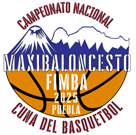 CAMPEONATO NACIONAL
MAXIBALONCESTO
FIMBA
2025
PUEBLA
CUNA DEL BASQUETBOL